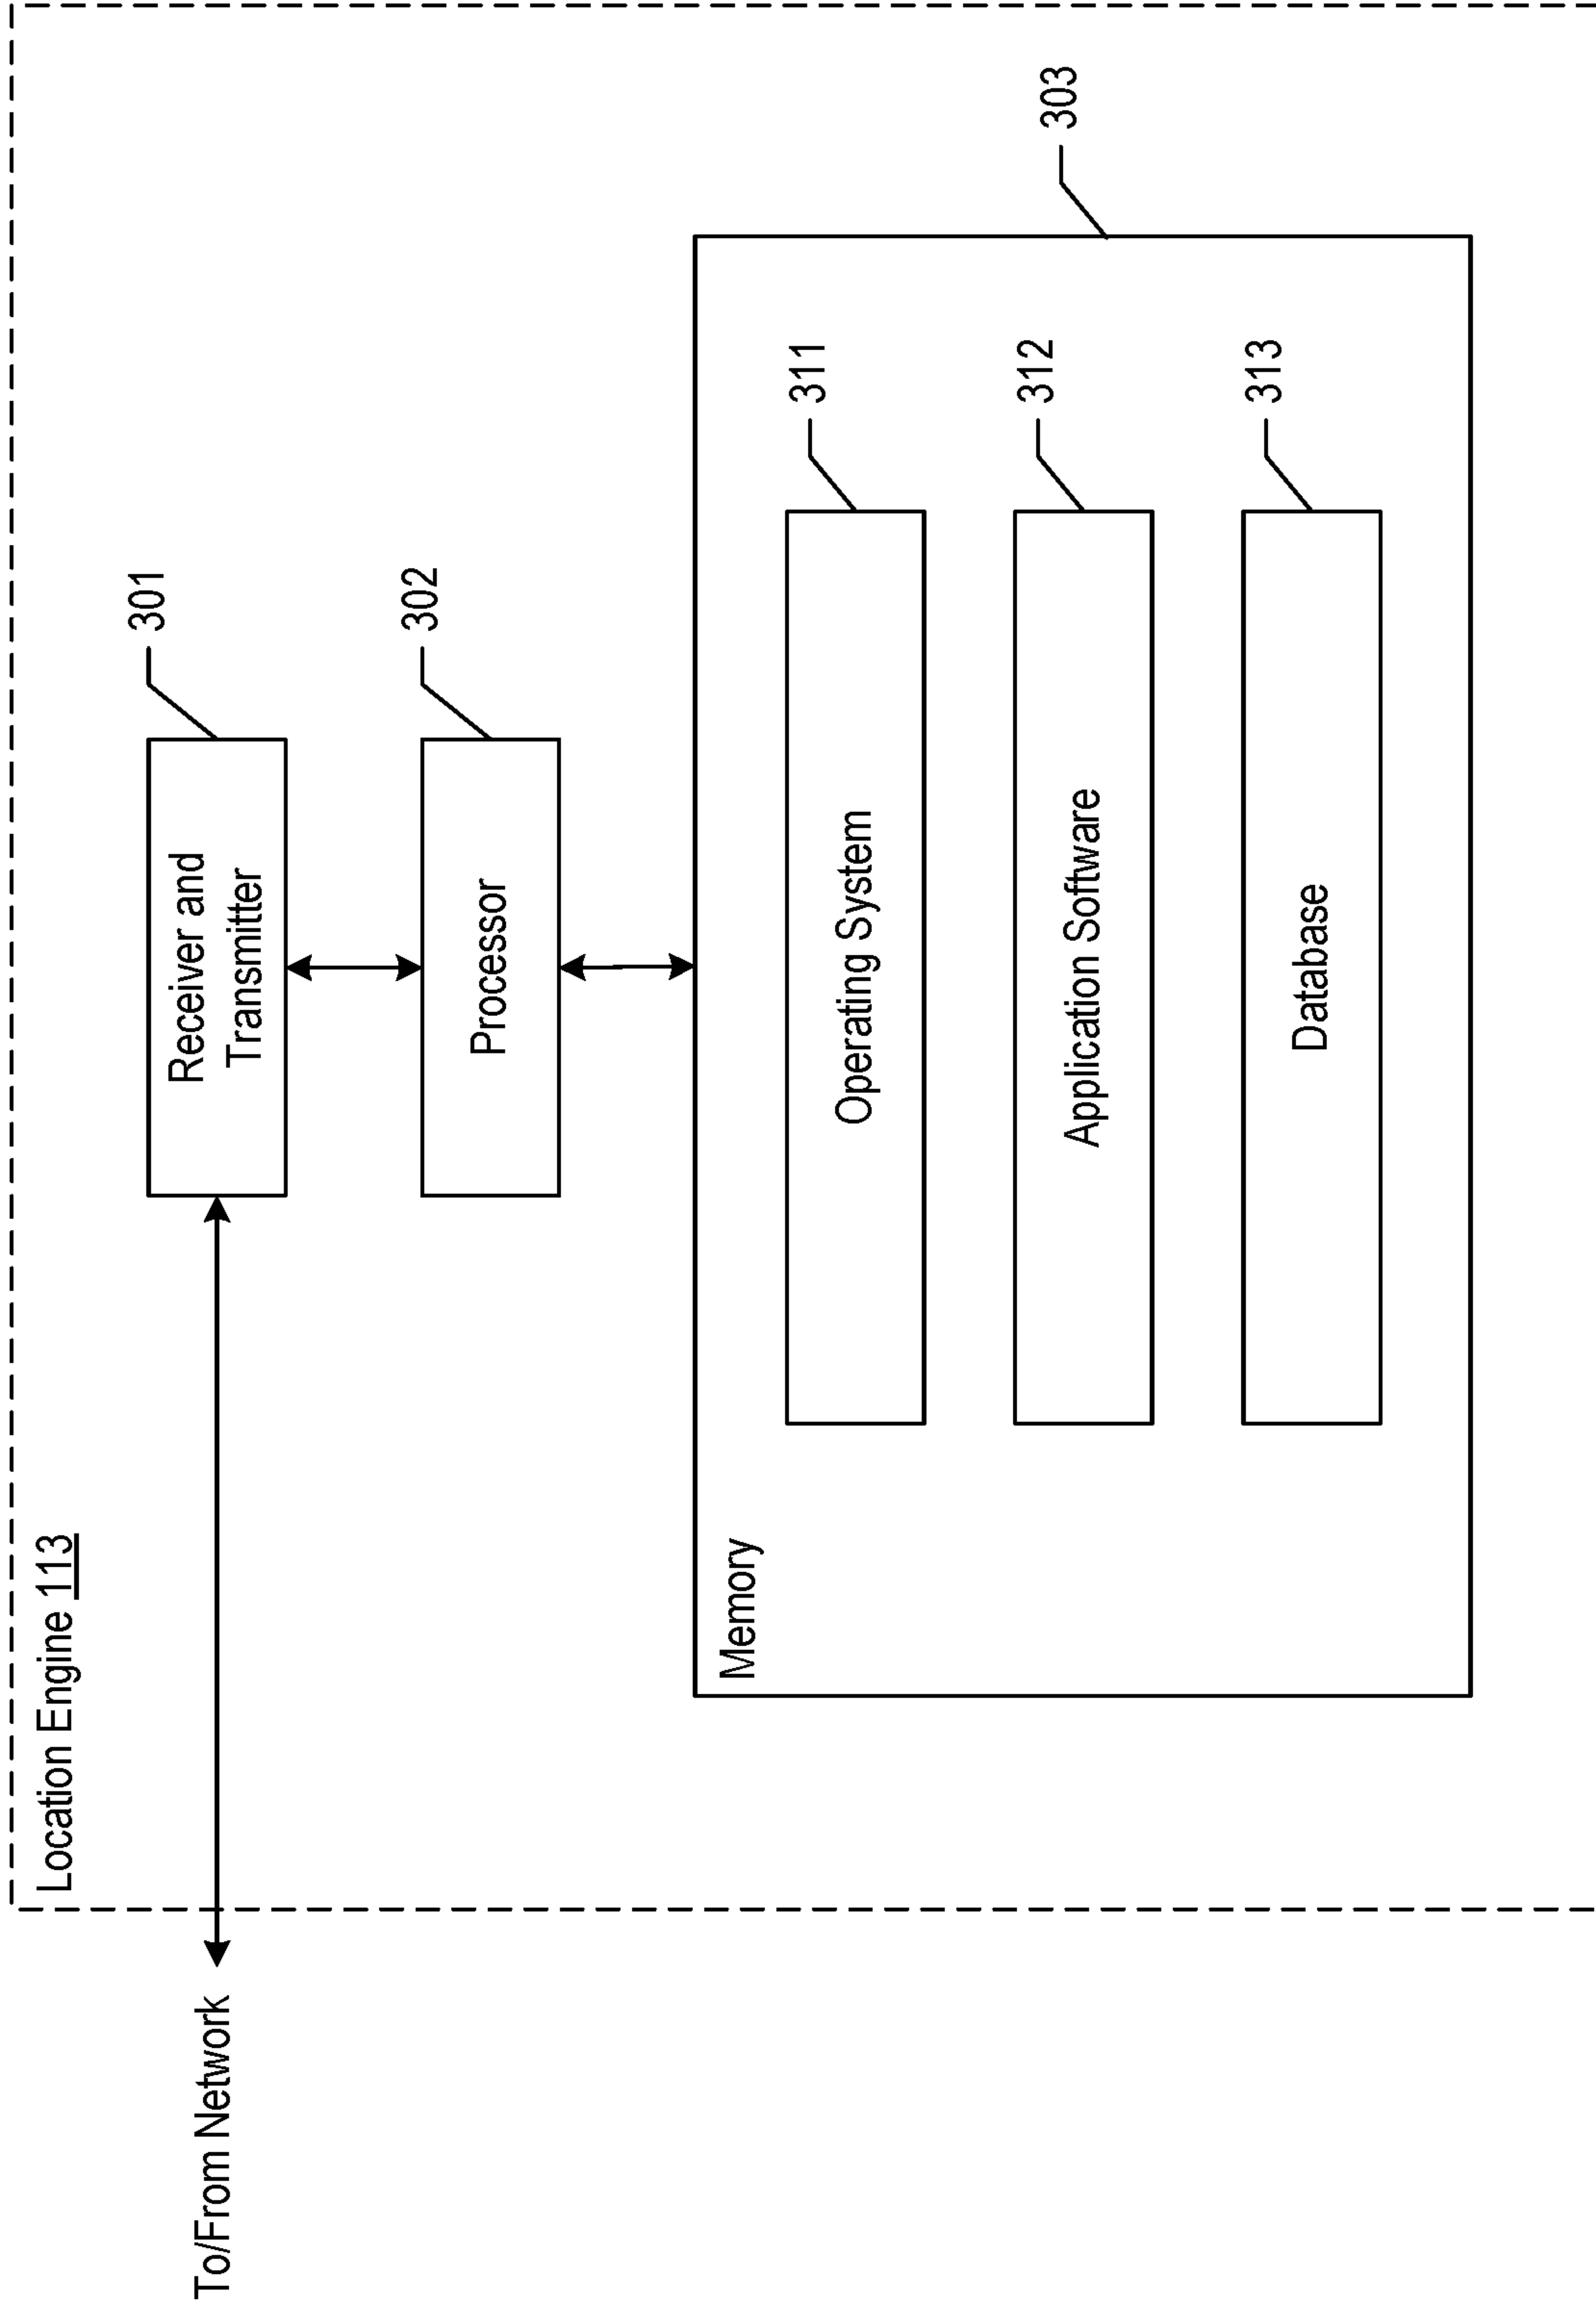 Location Engine 113
To/From Network
Receiver and
Transmitter
301
Processor
302
Memory
303
Operating System
311
Application Software
312
Database
313